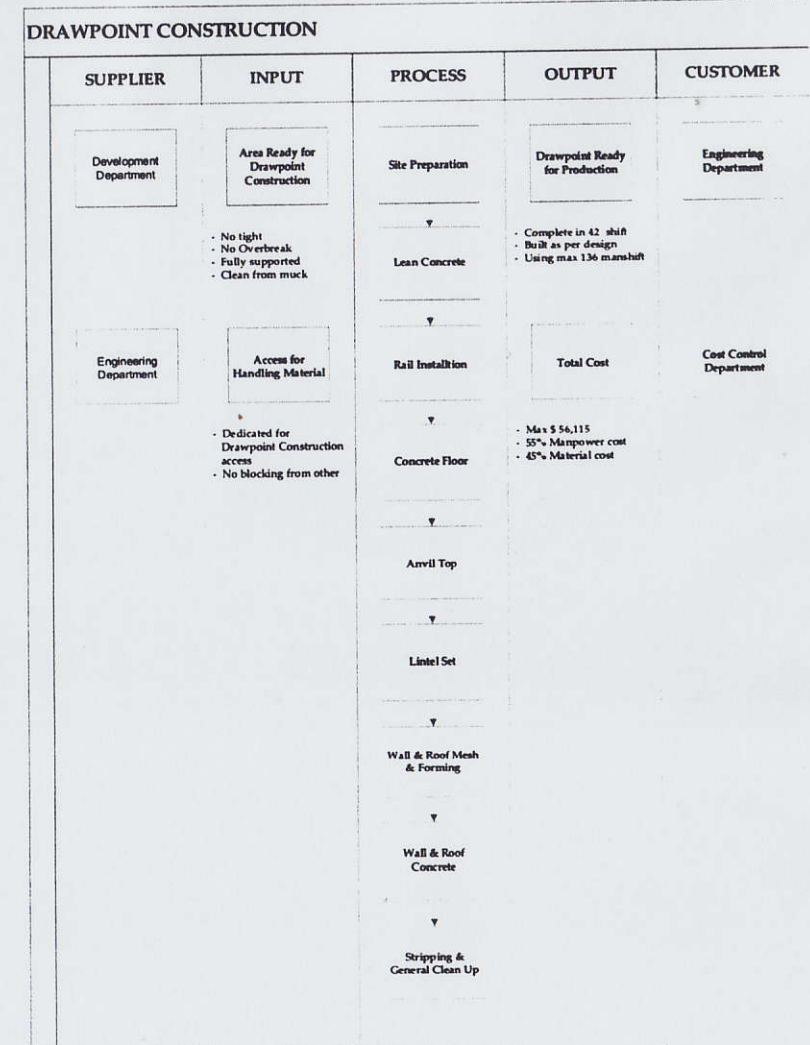 DRAWPOINT CONSTRUCTION
SUPPLIER
INPUT
PROCESS
OUTPUT
CUSTOMER
Development
Department
Area Ready for
Drawpoint
Construction
Site Preparation
Drawpoint Ready
for Production
Engineering
Department
- No tight
- No Overbreak
- Fully supported
- Clean from muck
Lean Concrete
- Complete in 42 shift
- Built as per design
- Using max 136 manshift
Engineering
Department
Access for
Handling Material
Rail Installtion
Total Cost
Cost Control
Department
- Dedicated for
Drawpoint Construction
access
- No blocking from other
Concrete Floor
- Max $ 56,115
- 55% Manpower cost
- 45% Material cost
Anvil Top
Lintel Set
Wall & Roof Mesh
& Forming
Wall & Roof
Concrete
Stripping &
General Clean Up